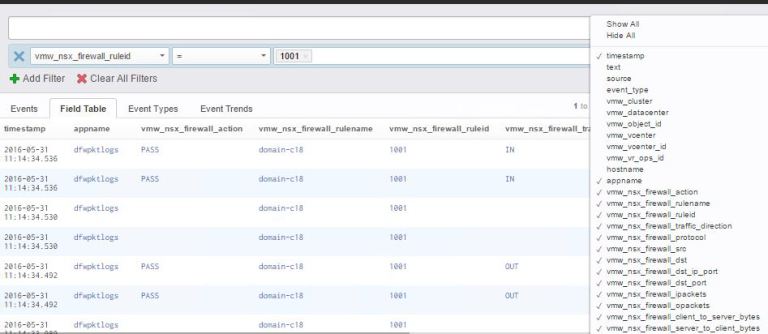 Show All
Hide All
vmw_nsx_firewall_ruleid = 1001
Add Filter Clear All Filters
Events Field Table Event Types Event Trends 1 to
timestamp appname vmw_nsx_firewall_action vmw_nsx_firewall_rulename vmw_nsx_firewall_ruleid vmw_nsx_firewall_tra
2016-05-31
11:14:34.536 dfwpktlogs PASS domain-c18 1001 IN
2016-05-31
11:14:34.536 dfwpktlogs PASS domain-c18 1001 IN
2016-05-31
11:14:34.530 dfwpktlogs domain-c18 1001
2016-05-31
11:14:34.530 dfwpktlogs domain-c18 1001
2016-05-31
11:14:34.492 dfwpktlogs PASS domain-c18 1001 OUT
2016-05-31
11:14:34.492 dfwpktlogs PASS domain-c18 1001 OUT
2016-05-31 dfwpktlogs domain-c18 1001
timestamp
text
source
event_type
vmw_cluster
vmw_datacenter
vmw_object_id
vmw_vcenter
vmw_vcenter_id
vmw_vr_ops_id
hostname
appname
vmw_nsx_firewall_action
vmw_nsx_firewall_rulename
vmw_nsx_firewall_ruleid
vmw_nsx_firewall_traffic_direction
vmw_nsx_firewall_protocol
vmw_nsx_firewall_src
vmw_nsx_firewall_dst
vmw_nsx_firewall_dst_ip_port
vmw_nsx_firewall_dst_port
vmw_nsx_firewall_ipackets
vmw_nsx_firewall_opackets
vmw_nsx_firewall_client_to_server_bytes
vmw_nsx_firewall_server_to_client_bytes